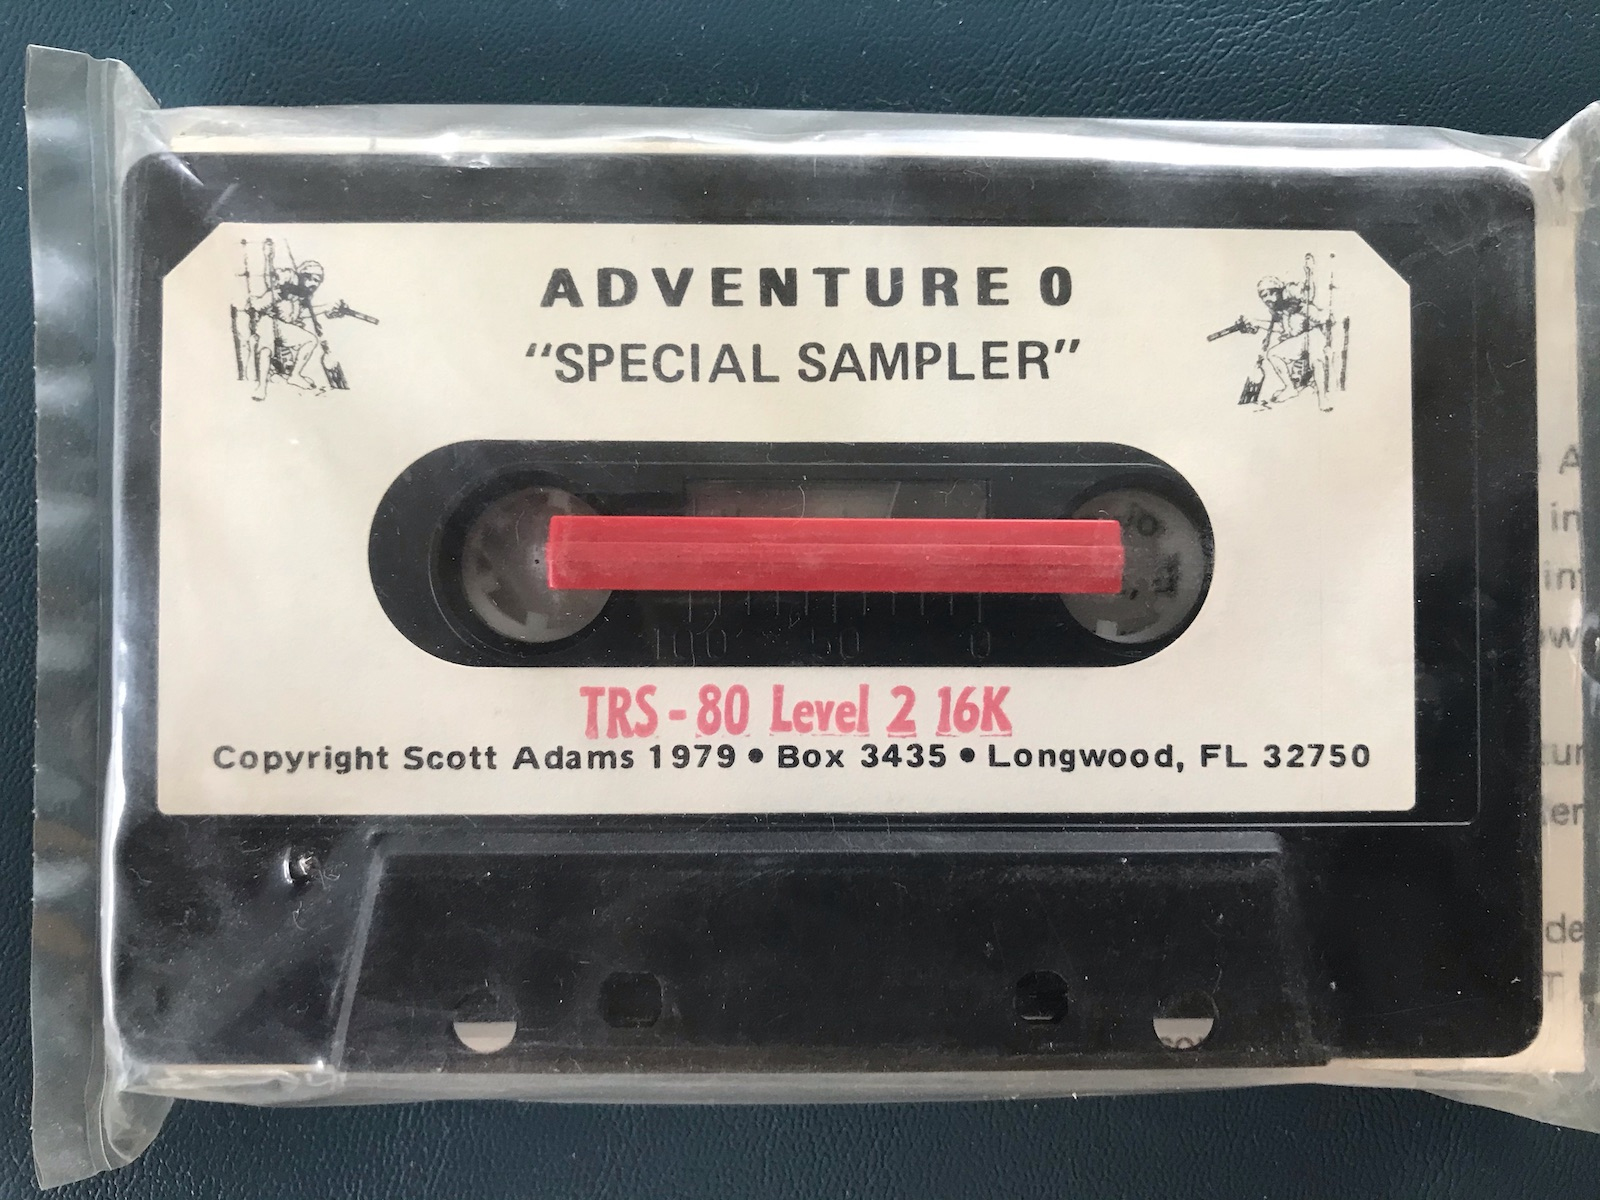 ADVENTURE 0
“SPECIAL SAMPLER”
100 50 0
TRS-80 Level 2 16K
Copyright Scott Adams 1979 • Box 3435 • Longwood, FL 32750